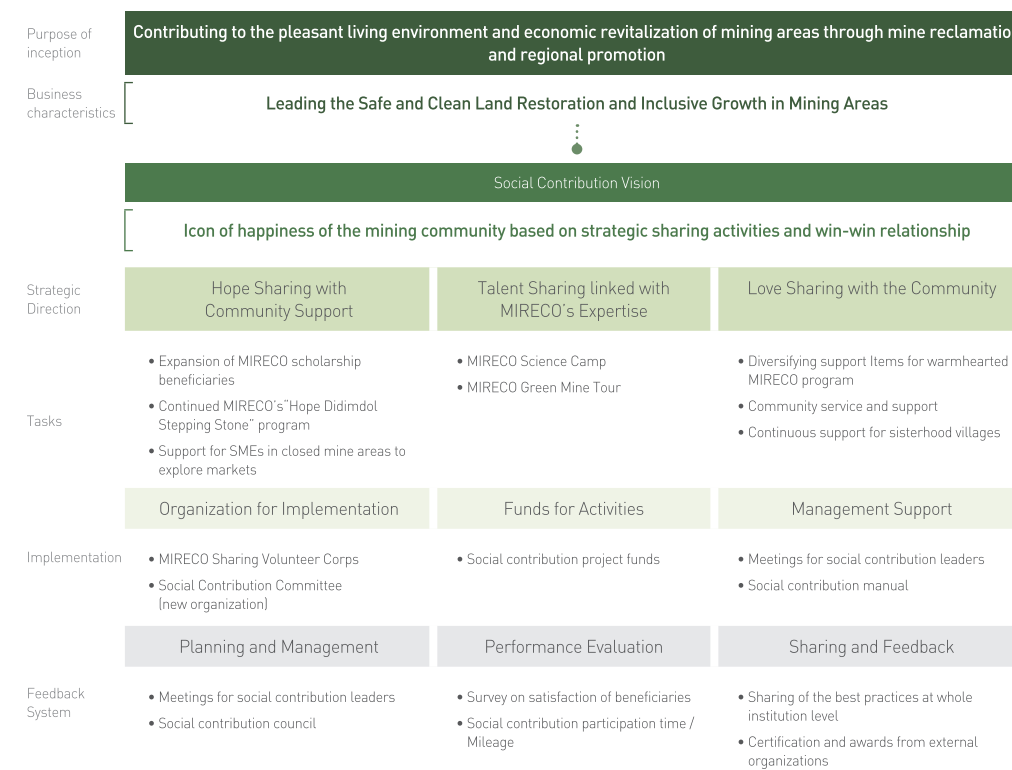 Purpose of
inception
Contributing to the pleasant living environment and economic revitalization of mining areas through mine reclamatio
and regional promotion
Business
characteristics
Leading the Safe and Clean Land Restoration and Inclusive Growth in Mining Areas
Social Contribution Vision
Icon of happiness of the mining community based on strategic sharing activities and win-win relationship
Strategic
Direction
Hope Sharing with
Community Support
Talent Sharing linked with
MIRECO's Expertise
Love Sharing with the Community
Tasks
• Expansion of MIRECO scholarship
beneficiaries
• Continued MIRECO's"Hope Didimdol
Stepping Stone" program
• Support for SMEs in closed mine areas to
explore markets
• MIRECO Science Camp
• MIRECO Green Mine Tour
• Diversifying support Items for warmhearted
MIRECO program
• Community service and support
• Continuous support for sisterhood villages
Implementation
Organization for Implementation
• MIRECO Sharing Volunteer Corps
• Social Contribution Committee
(new organization)
Funds for Activities
• Social contribution project funds
Management Support
• Meetings for social contribution leaders
• Social contribution manual
Feedback
System
Planning and Management
• Meetings for social contribution leaders
• Social contribution council
Performance Evaluation
• Survey on satisfaction of beneficiaries
• Social contribution participation time /
Mileage
Sharing and Feedback
• Sharing of the best practices at whole
institution level
• Certification and awards from external
organizations